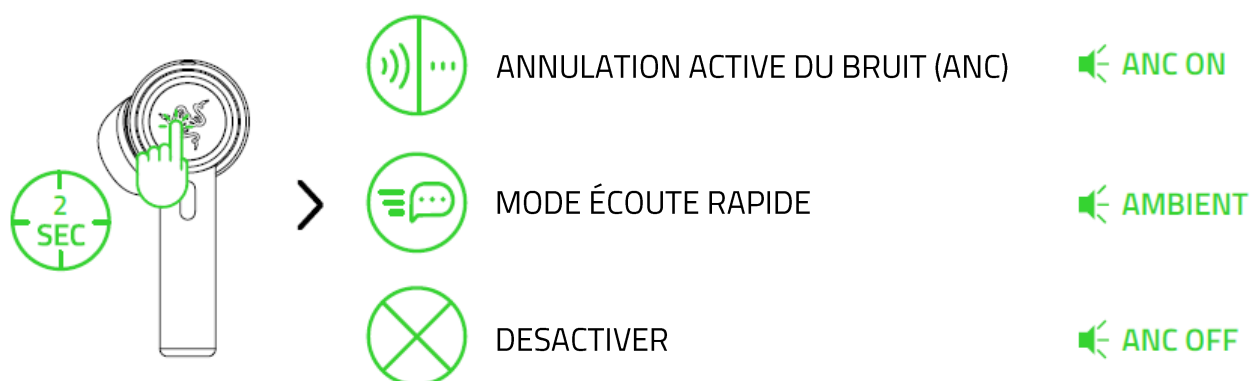 ANNULATION ACTIVE DU BRUIT (ANC)
ANC ON
2
SEC
MODE ÉCOUTE RAPIDE
AMBIENT
DESACTIVER
ANC OFF